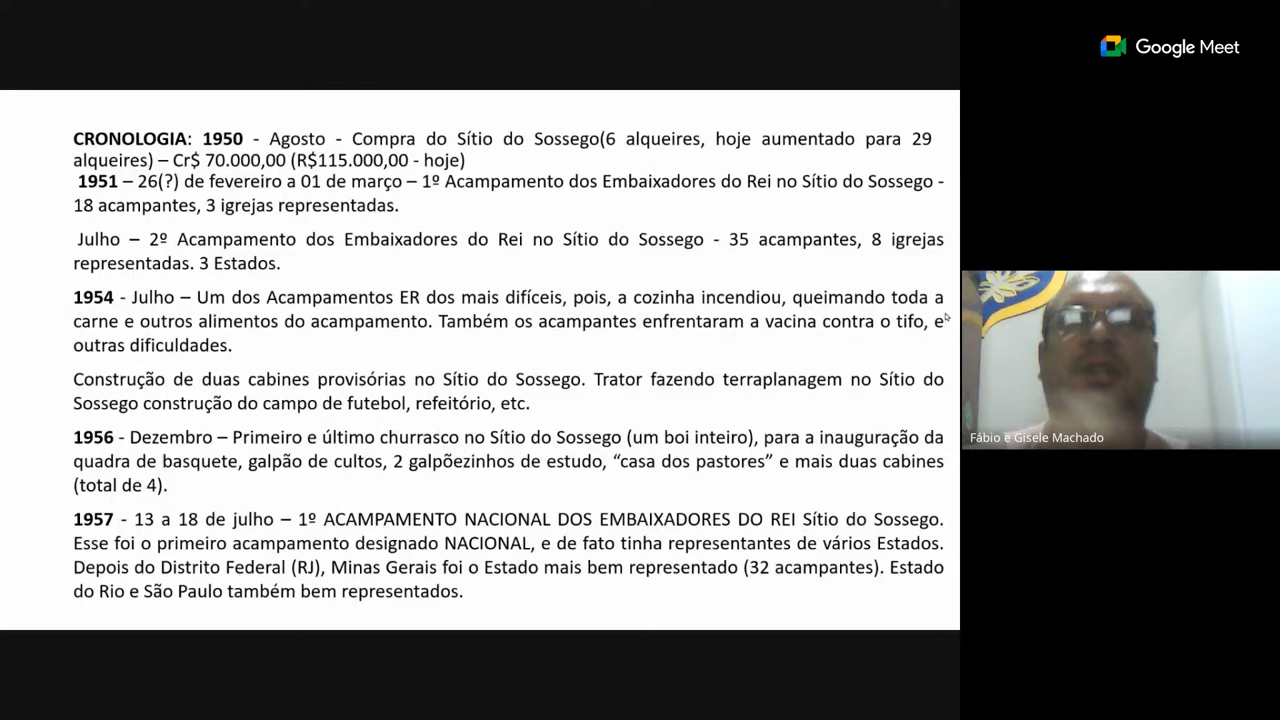 CRONOLOGIA: 1950 - Agosto - Compra do Sítio do Sossego(6 alqueires, hoje aumentado para 29
alqueires) – Cr$ 70.000,00 (R$115.000,00 - hoje)
1951 – 26(?) de fevereiro a 01 de março – 1º Acampamento dos Embaixadores do Rei no Sítio do Sossego -
18 acampantes, 3 igrejas representadas.
Julho – 2º Acampamento dos Embaixadores do Rei no Sítio do Sossego - 35 acampantes, 8 igrejas
representadas. 3 Estados.
1954 - Julho – Um dos Acampamentos ER dos mais difíceis, pois, a cozinha incendiou, queimando toda a
carne e outros alimentos do acampamento. Também os acampantes enfrentaram a vacina contra o tifo, e
outras dificuldades.
Construção de duas cabines provisórias no Sítio do Sossego. Trator fazendo terraplanagem no Sítio do
Sossego construção do campo de futebol, refeitório, etc.
1956 - Dezembro – Primeiro e último churrasco no Sítio do Sossego (um boi inteiro), para a inauguração da
quadra de basquete, galpão de cultos, 2 galpõezinhos de estudo, “casa dos pastores” e mais duas cabines
(total de 4).
1957 - 13 a 18 de julho – 1º ACAMPAMENTO NACIONAL DOS EMBAIXADORES DO REI Sítio do Sossego.
Esse foi o primeiro acampamento designado NACIONAL, e de fato tinha representantes de vários Estados.
Depois do Distrito Federal (RJ), Minas Gerais foi o Estado mais bem representado (32 acampantes). Estado
do Rio e São Paulo também bem representados.
Google Meet
Fábio e Gisele Machado